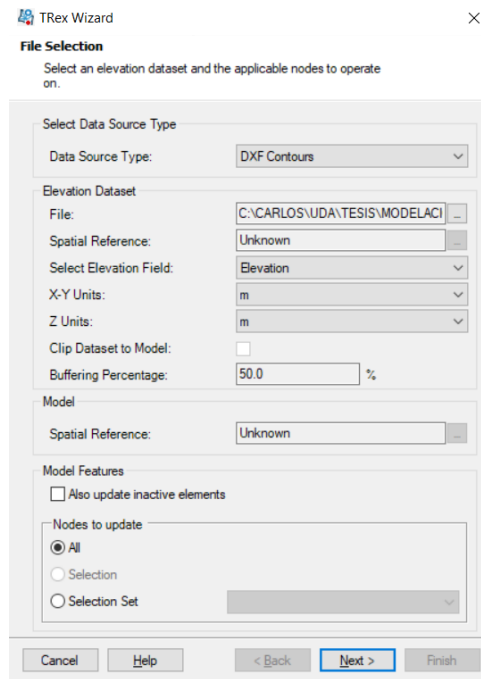 TRex Wizard
File Selection
Select an elevation dataset and the applicable nodes to operate
on.
Select Data Source Type
Data Source Type: DXF Contours
Elevation Dataset
File: C:\CARLOS\UDA\TESIS\MODELACI ...
Spatial Reference: Unknown ...
Select Elevation Field: Elevation
X-Y Units: m
Z Units: m
Clip Dataset to Model:
Buffering Percentage: 50.0 %
Model
Spatial Reference: Unknown ...
Model Features
Also update inactive elements
Nodes to update
All
Selection
Selection Set
Cancel Help < Back Next > Finish